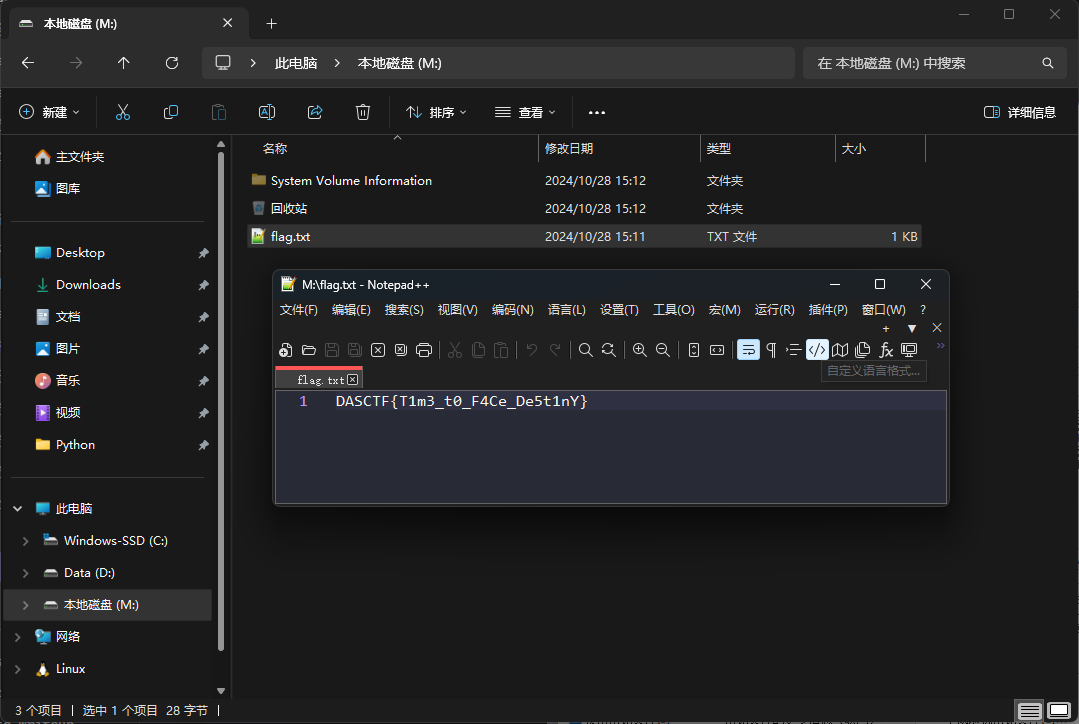 本地磁盘 (M:)
此电脑 > 本地磁盘 (M:)
在 本地磁盘 (M:) 中搜索
新建
排序
查看
详细信息
主文件夹
图库
Desktop
Downloads
文档
图片
音乐
视频
Python
此电脑
Windows-SSD (C:)
Data (D:)
本地磁盘 (M:)
网络
Linux
名称 修改日期 类型 大小
System Volume Information 2024/10/28 15:12 文件夹
回收站 2024/10/28 15:12 文件夹
flag.txt 2024/10/28 15:11 TXT 文件 1 KB
M:\flag.txt - Notepad++
文件(F) 编辑(E) 搜索(S) 视图(V) 编码(N) 语言(L) 设置(T) 工具(O) 宏(M) 运行(R) 插件(P) 窗口(W) ?
自定义语言格式...
flag.txt
1 DASCTF{T1m3_t0_F4Ce_De5t1nY}
3 个项目 | 选中 1 个项目 28 字节 |